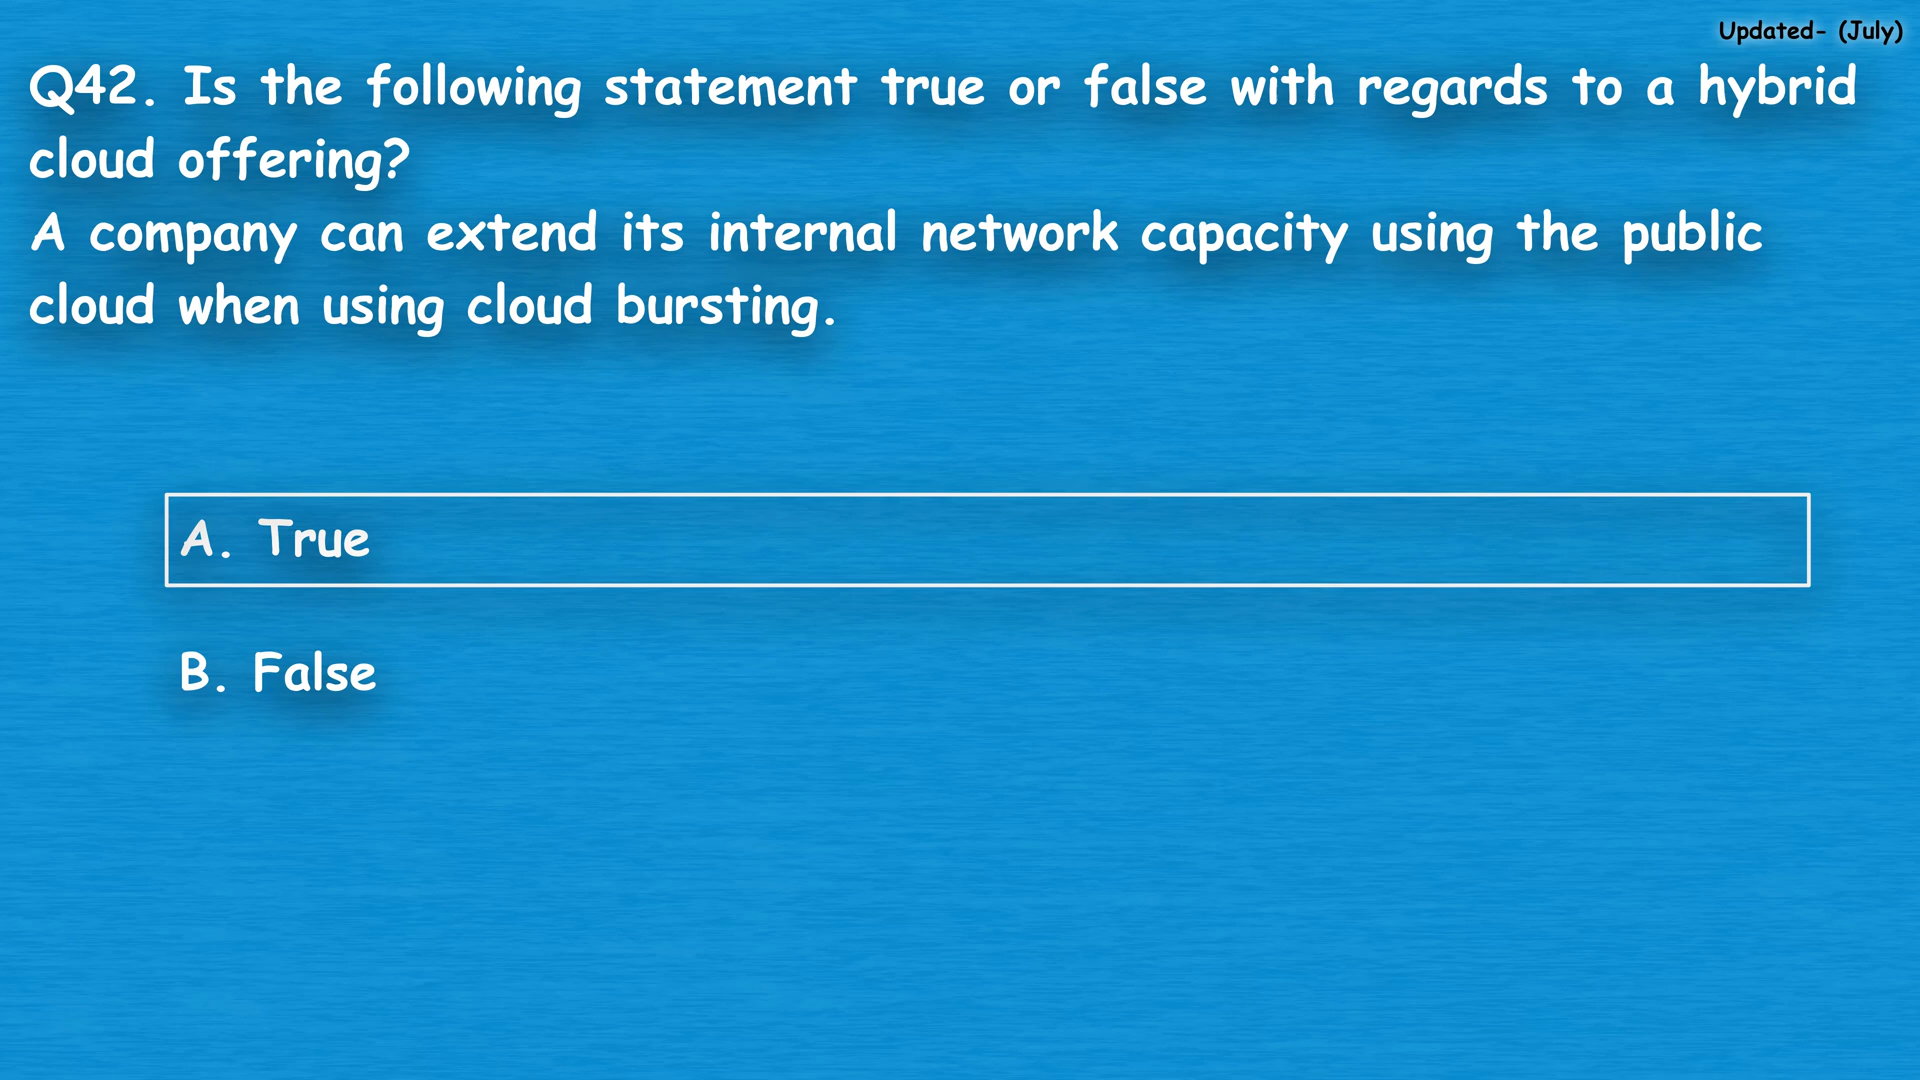 Updated- (July)
Q42. Is the following statement true or false with regards to a hybrid
cloud offering?
A company can extend its internal network capacity using the public
cloud when using cloud bursting.
A. True
B. False